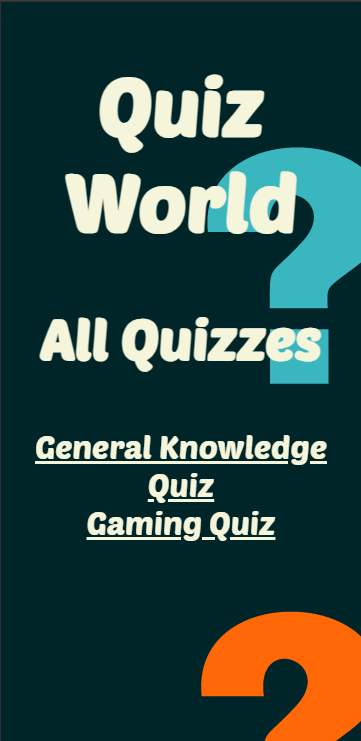 Quiz
World
All Quizzes
General Knowledge
Quiz
Gaming Quiz